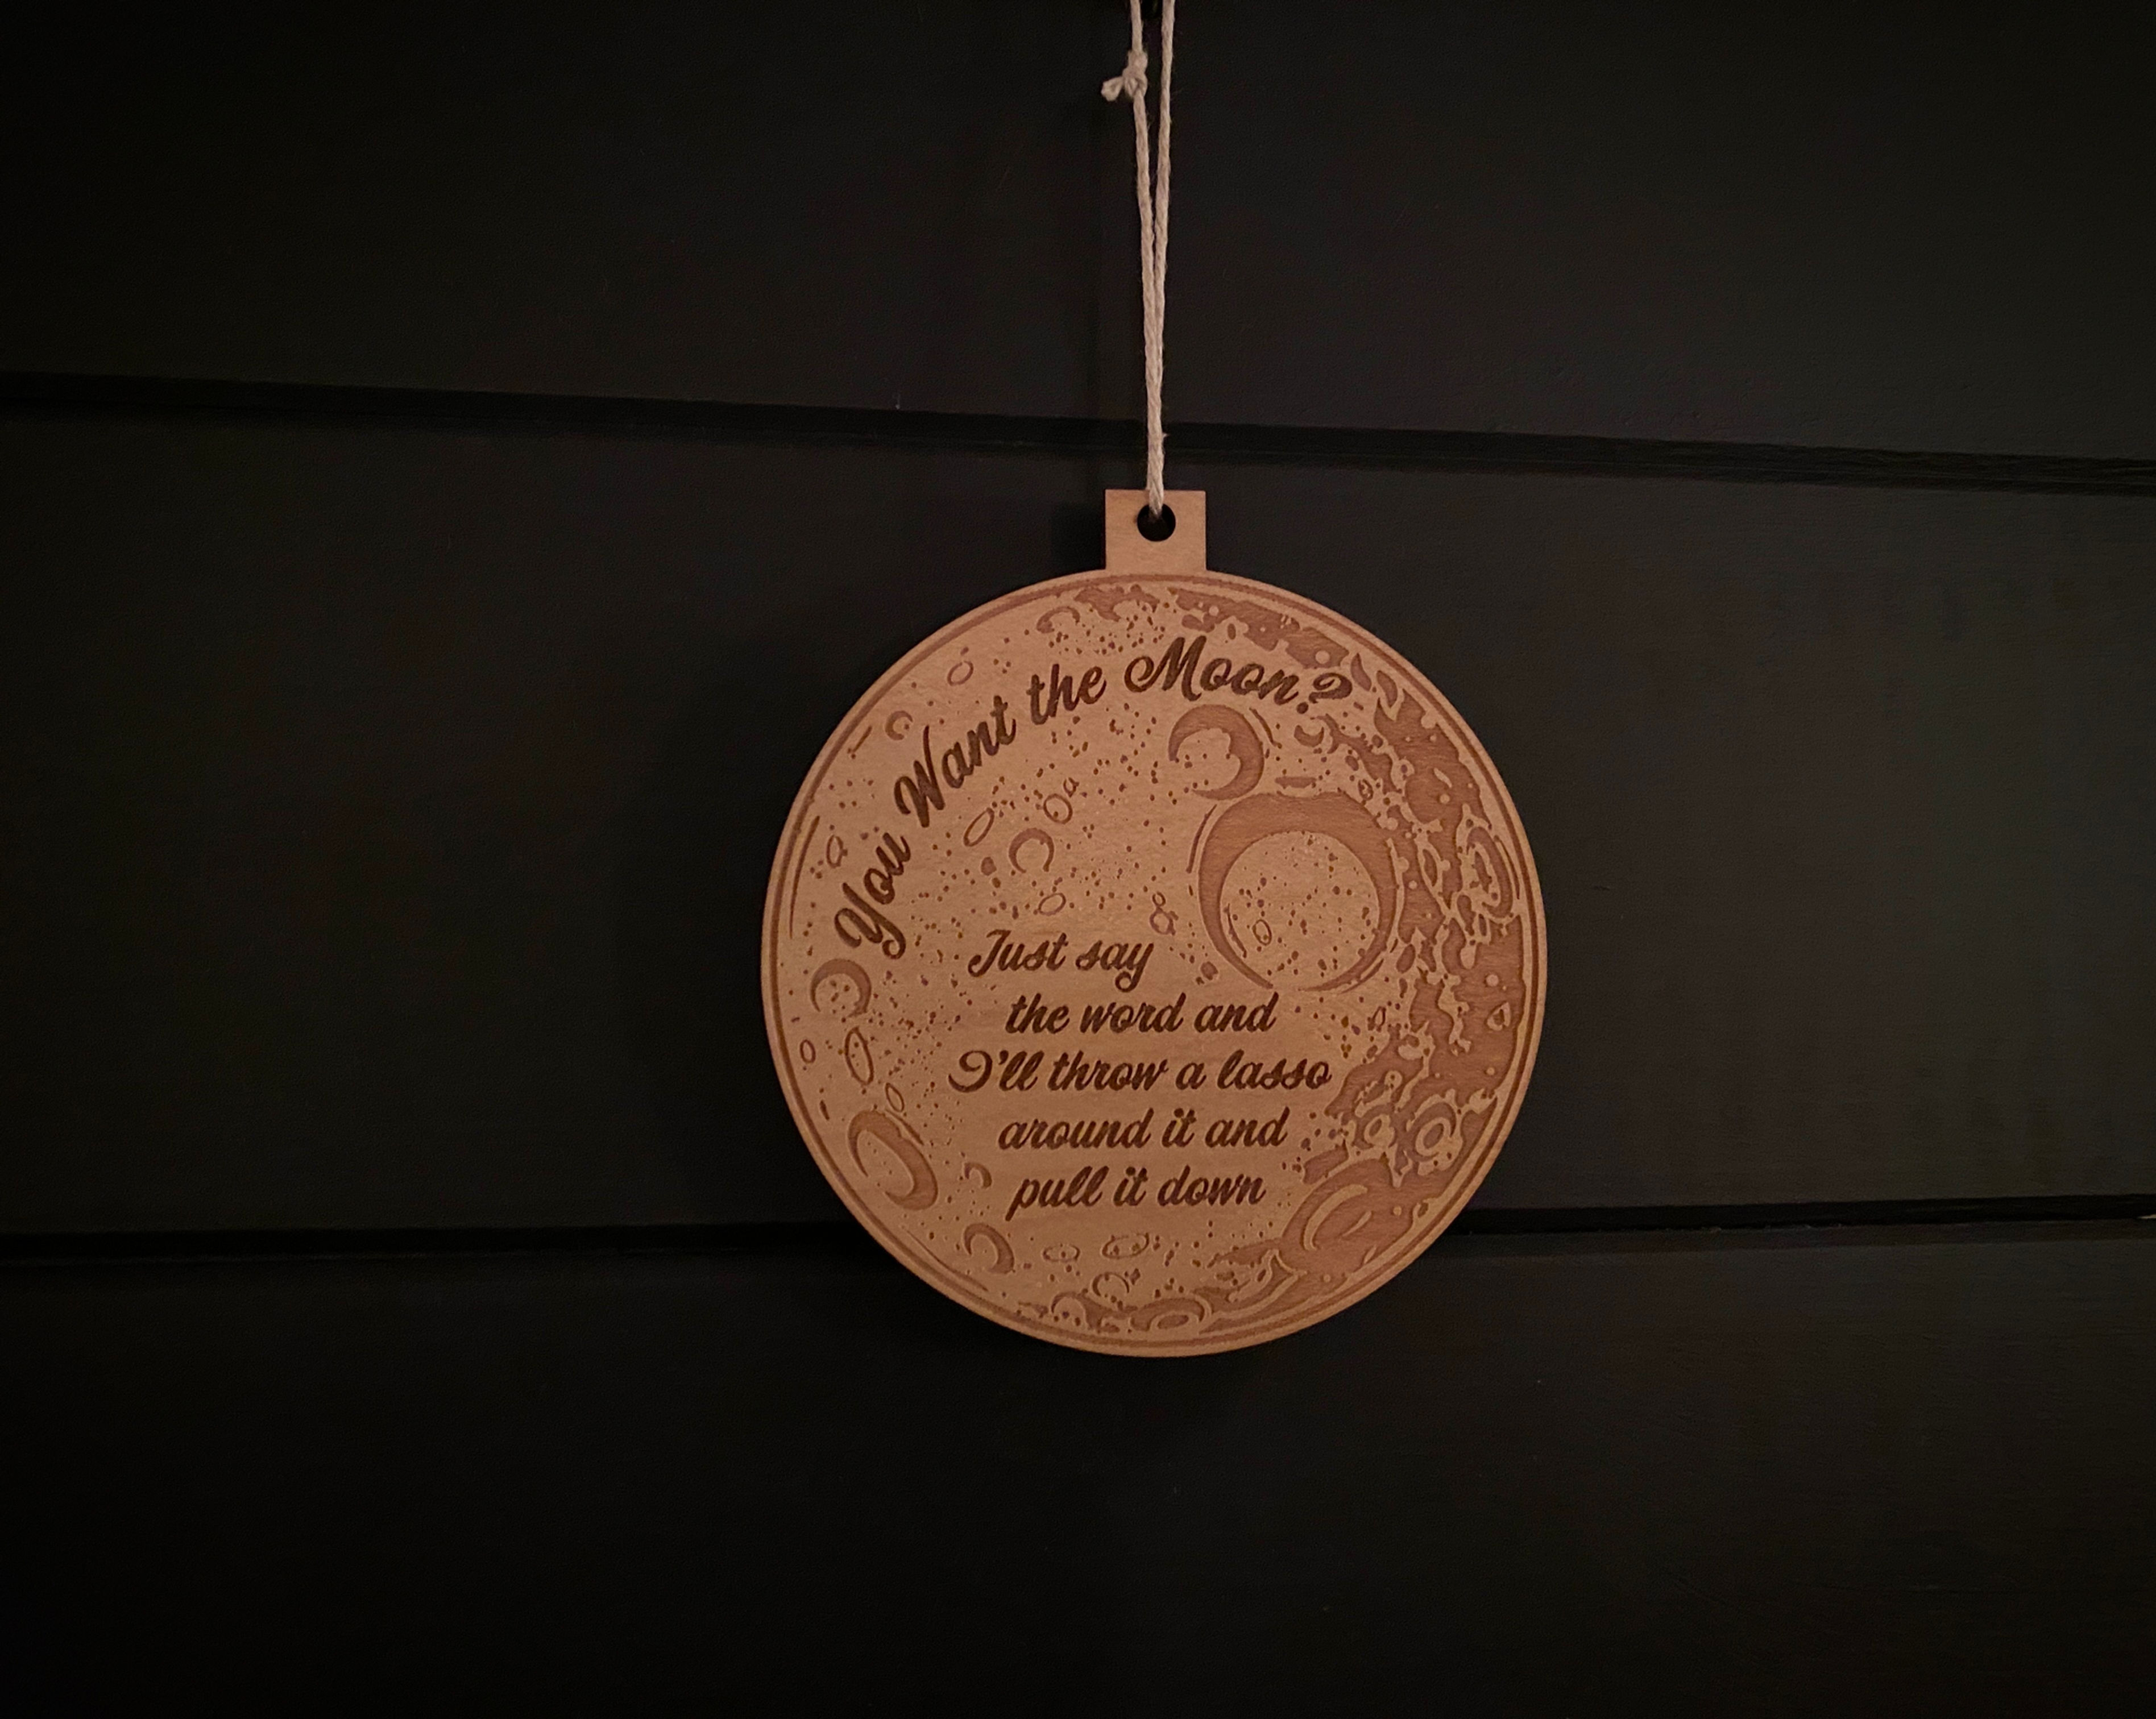 You Want the Moon?
Just say
the word and
I'll throw a lasso
around it and
pull it down